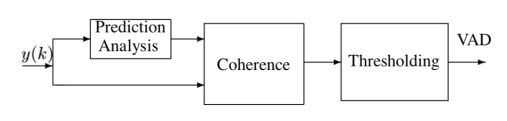 Prediction
Analysis
y(k)
Coherence
Thresholding
VAD